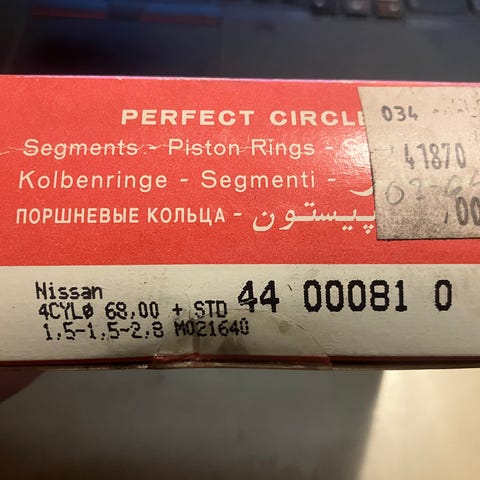 PERFECT CIRCLE
Segments - Piston Rings -
Kolbenringe - Segmenti -
ПОРШНЕВЫЕ КОЛЬЦА - پیستون
034
41870
Nissan
4CYLø 68,00 + STD 44 00081 0
1,5-1,5-2,8 M021640